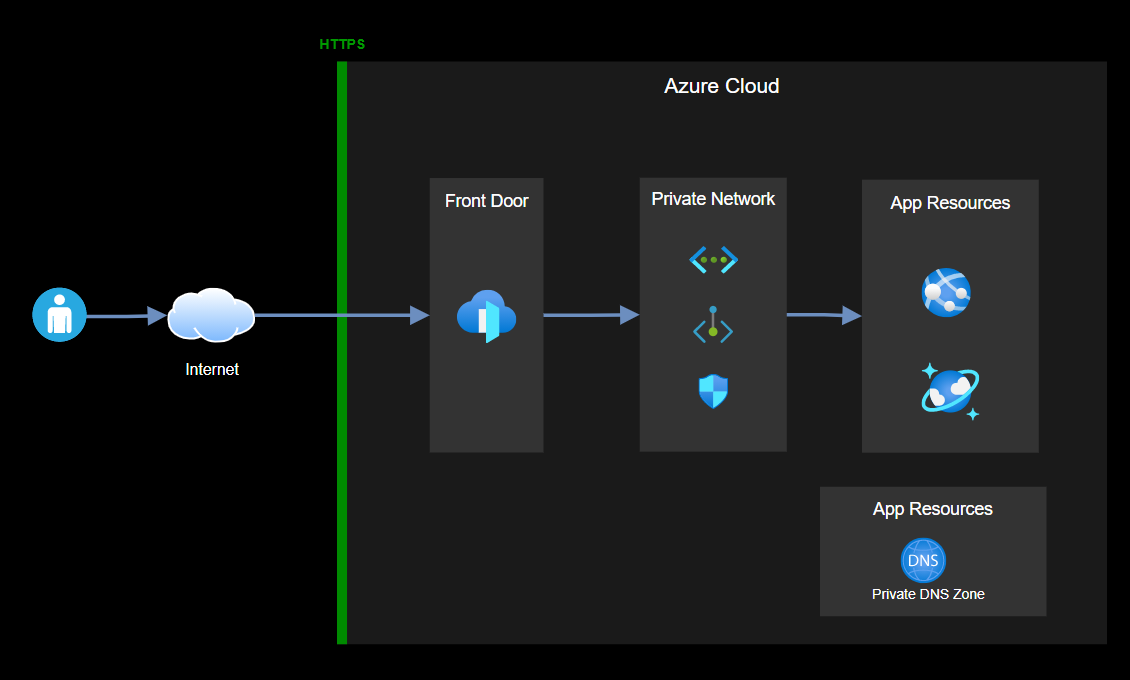 HTTPS
Azure Cloud
Front Door
Private Network
App Resources
Internet
App Resources
DNS
Private DNS Zone